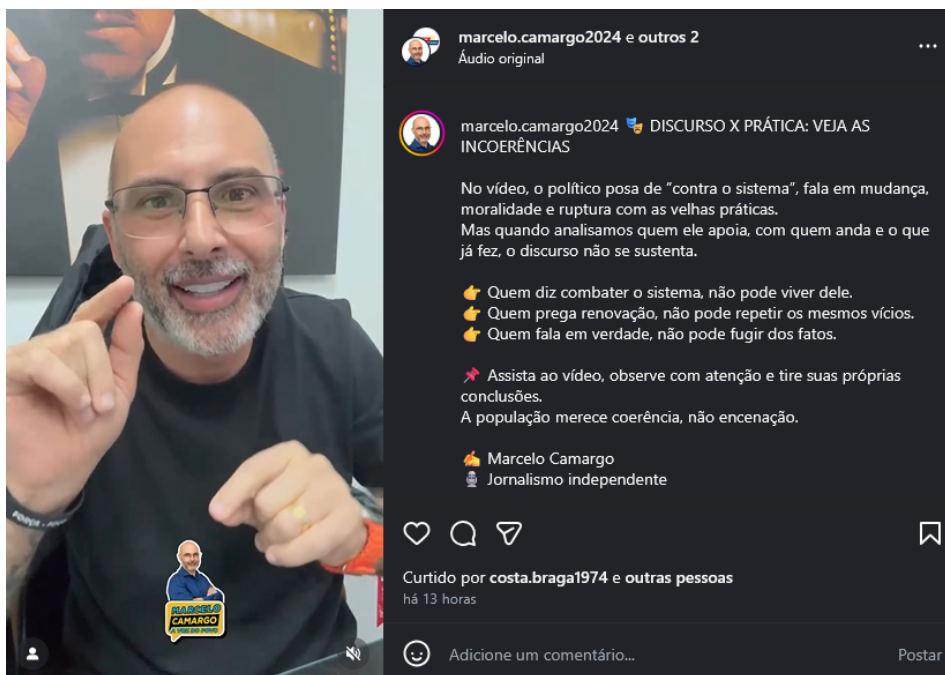 marcelo.camargo2024 e outros 2
Áudio original
marcelo.camargo2024 🎭 DISCURSO X PRÁTICA: VEJA AS
INCOERÊNCIAS
No vídeo, o político posa de “contra o sistema”, fala em mudança,
moralidade e ruptura com as velhas práticas.
Mas quando analisamos quem ele apoia, com quem anda e o que
já fez, o discurso não se sustenta.
👉 Quem diz combater o sistema, não pode viver dele.
👉 Quem prega renovação, não pode repetir os mesmos vícios.
👉 Quem fala em verdade, não pode fugir dos fatos.
📌 Assista ao vídeo, observe com atenção e tire suas próprias
conclusões.
A população merece coerência, não encenação.
✍️ Marcelo Camargo
🎙️ Jornalismo independente
Curtido por costa.braga1974 e outras pessoas
há 13 horas
Adicione um comentário...
Postar
FORÇA
MARCELO
CAMARGO
A VOZ DO POVO